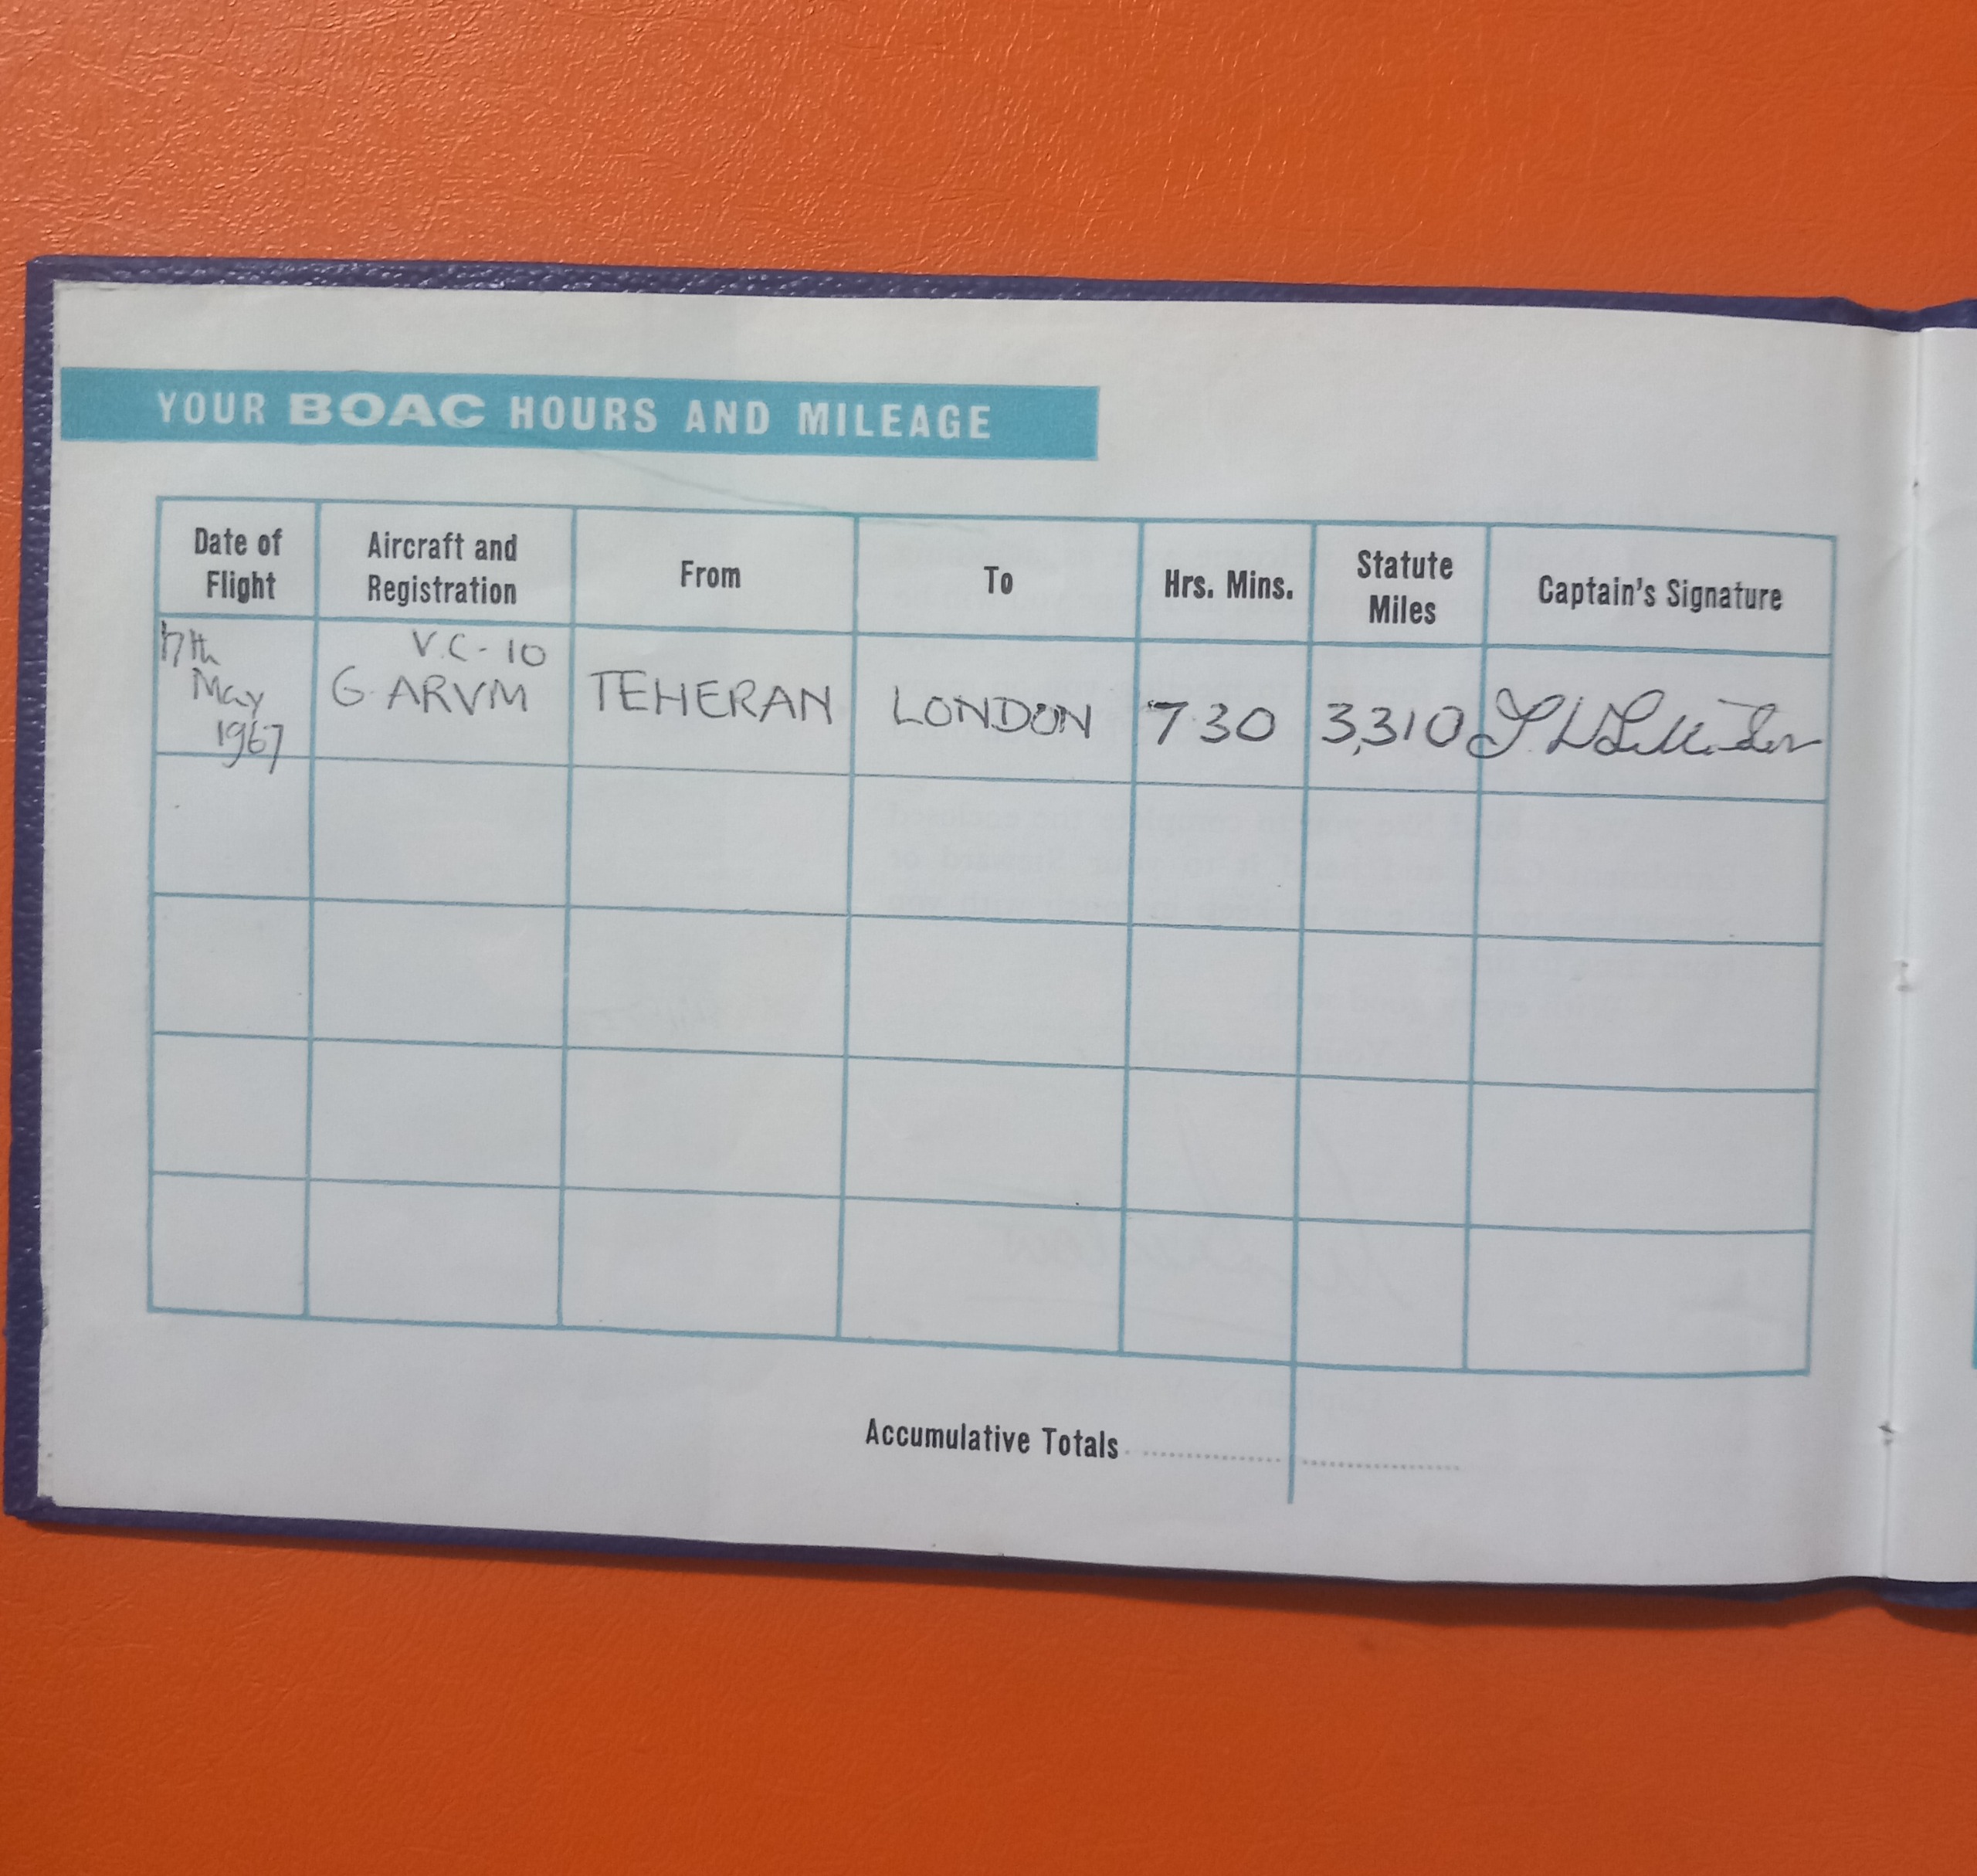 YOUR BOAC HOURS AND MILEAGE
Date of Flight
Aircraft and Registration
From
To
Hrs. Mins.
Statute Miles
Captain's Signature
7th May 1967
V.C-10
G ARVM
TEHERAN
LONDON
7 30
3,310
Accumulative Totals